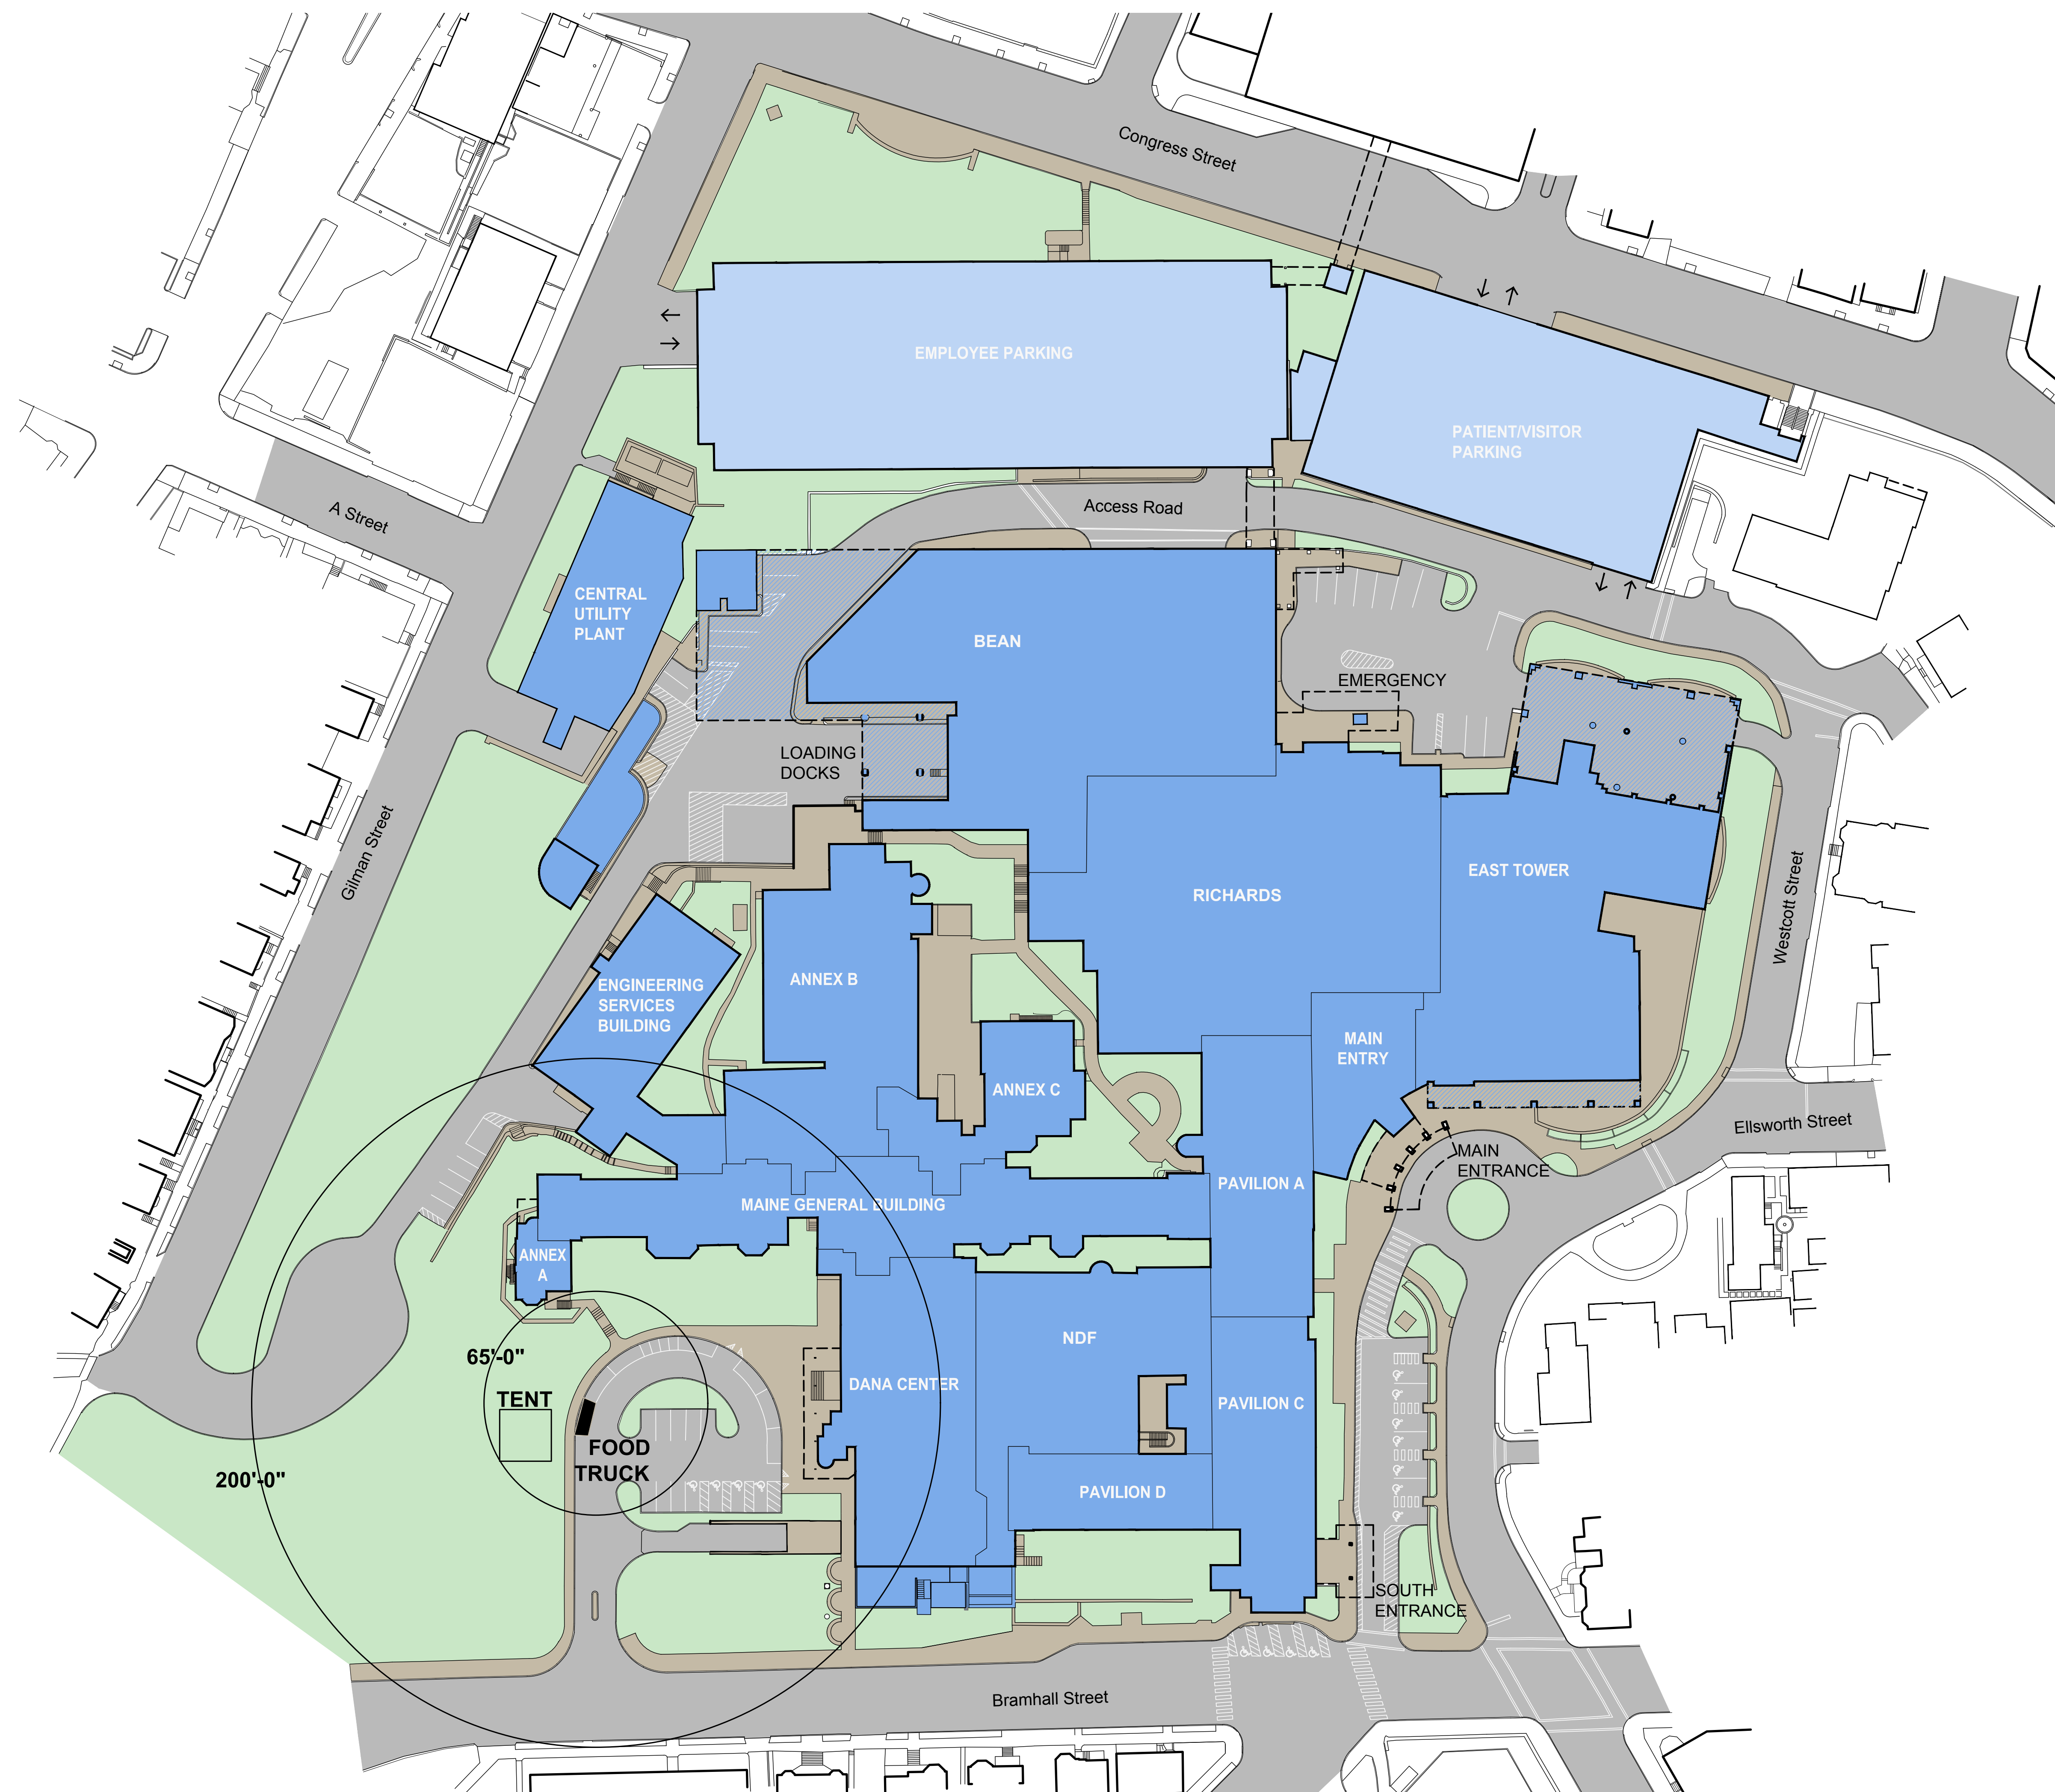 Congress Street
EMPLOYEE PARKING
PATIENT/VISITOR
PARKING
A Street
Access Road
CENTRAL
UTILITY
PLANT
BEAN
EMERGENCY
LOADING
DOCKS
Gilman Street
RICHARDS
EAST TOWER
Westcott Street
ENGINEERING
SERVICES
BUILDING
ANNEX B
ANNEX C
MAIN
ENTRY
Ellsworth Street
MAIN
ENTRANCE
PAVILION A
MAINE GENERAL BUILDING
ANNEX
A
NDF
65'-0"
TENT
DANA CENTER
PAVILION C
FOOD
TRUCK
200'-0"
PAVILION D
SOUTH
ENTRANCE
Bramhall Street